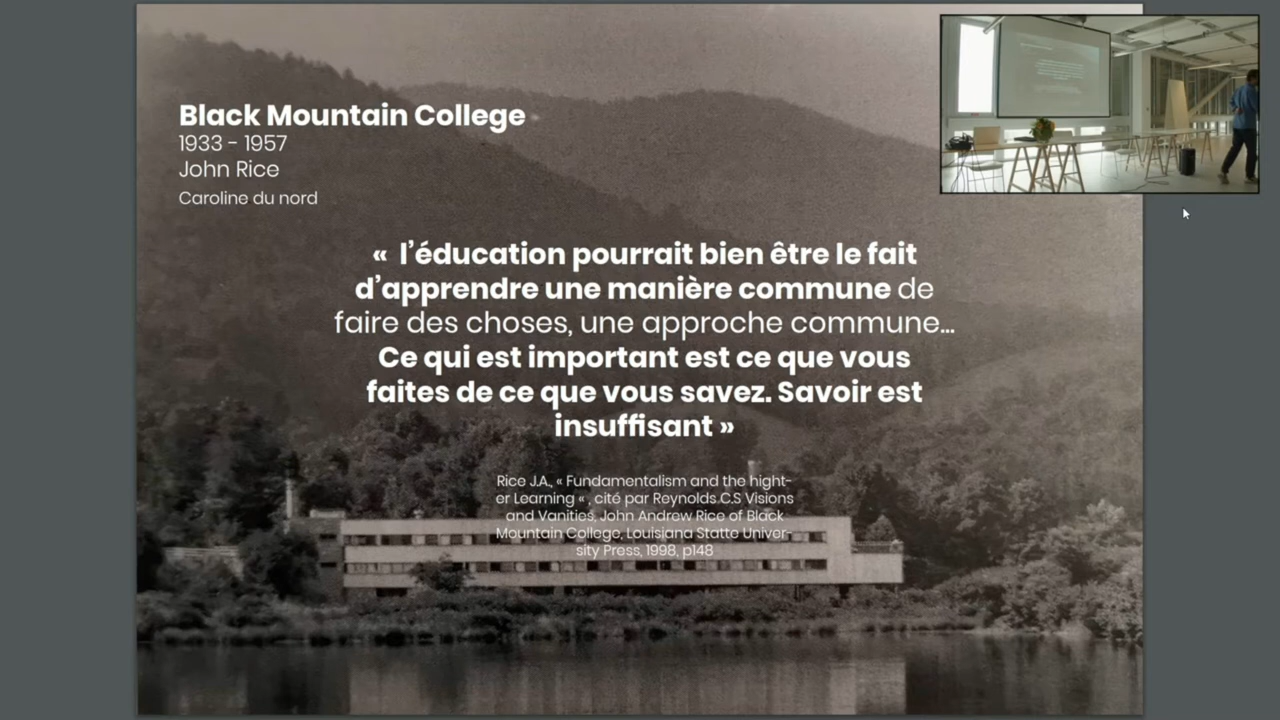 Black Mountain College
1933 - 1957
John Rice
Caroline du nord
« l’éducation pourrait bien être le fait
d’apprendre une manière commune de
faire des choses, une approche commune...
Ce qui est important est ce que vous
faites de ce que vous savez. Savoir est
insuffisant »
Rice J.A., « Fundamentalism and the hight-
er Learning « , cité par Reynolds C.S Visions
and Vanities, John Andrew Rice of Black
Mountain College, Louisiana Statte Univer-
sity Press, 1998, p148